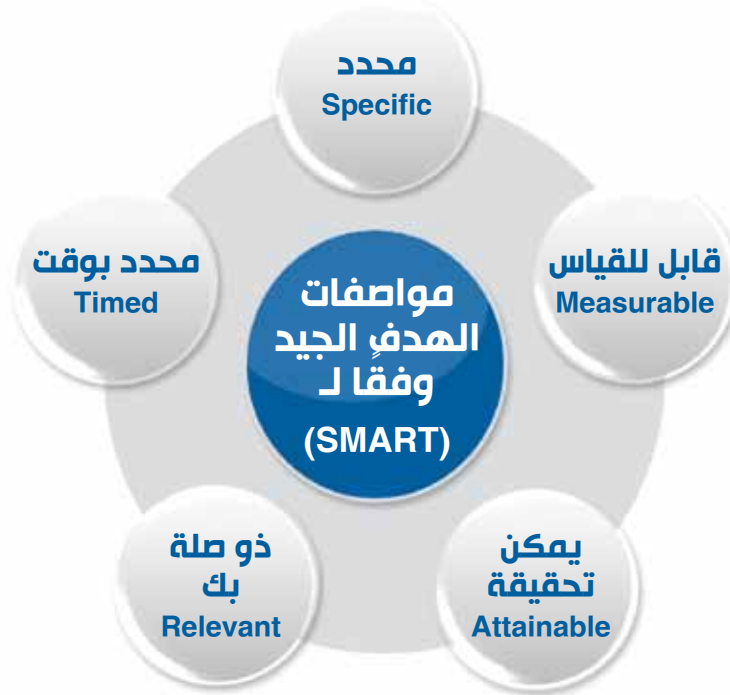 محدد
Specific
قابل للقياس
Measurable
يمكن
تحقيقة
Attainable
ذو صلة
بك
Relevant
محدد بوقت
Timed
مواصفات
الهدفٍ الجيد
وفقا لـ
(SMART)